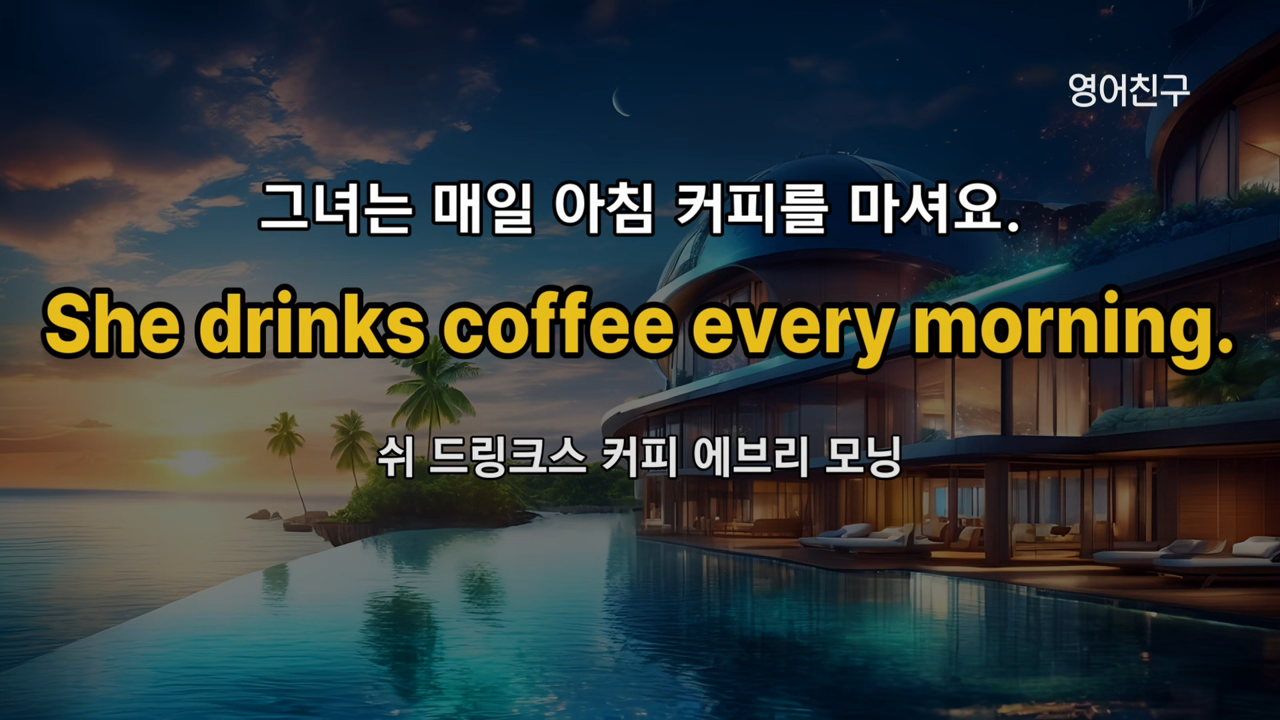 영어친구
그녀는 매일 아침 커피를 마셔요.
She drinks coffee every morning.
쉬 드링크스 커피 에브리 모닝